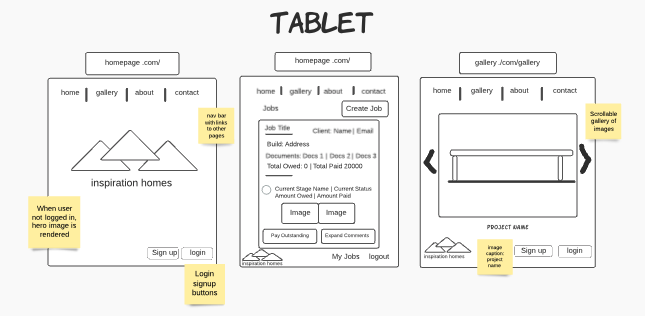 TABLET
homepage .com/
home gallery about contact
nav bar
with links
to other
pages
inspiration homes
When user
not logged in,
hero image is
rendered
Sign up login
Login
signup
buttons
homepage .com/
home gallery about contact
Jobs Create Job
Job Title Client: Name | Email
Build: Address
Documents: Docs 1 | Docs 2 | Docs 3
Total Owed: 0 | Total Paid 20000
Current Stage Name | Current Status
Amount Owed | Amount Paid
Image Image
Pay Outstanding Expand Comments
inspiration homes
My Jobs logout
gallery ./com/gallery
home gallery about contact
Scrollable
gallery of
images
PROJECT NAME
inspiration homes
image
caption:
project
name
Sign up login